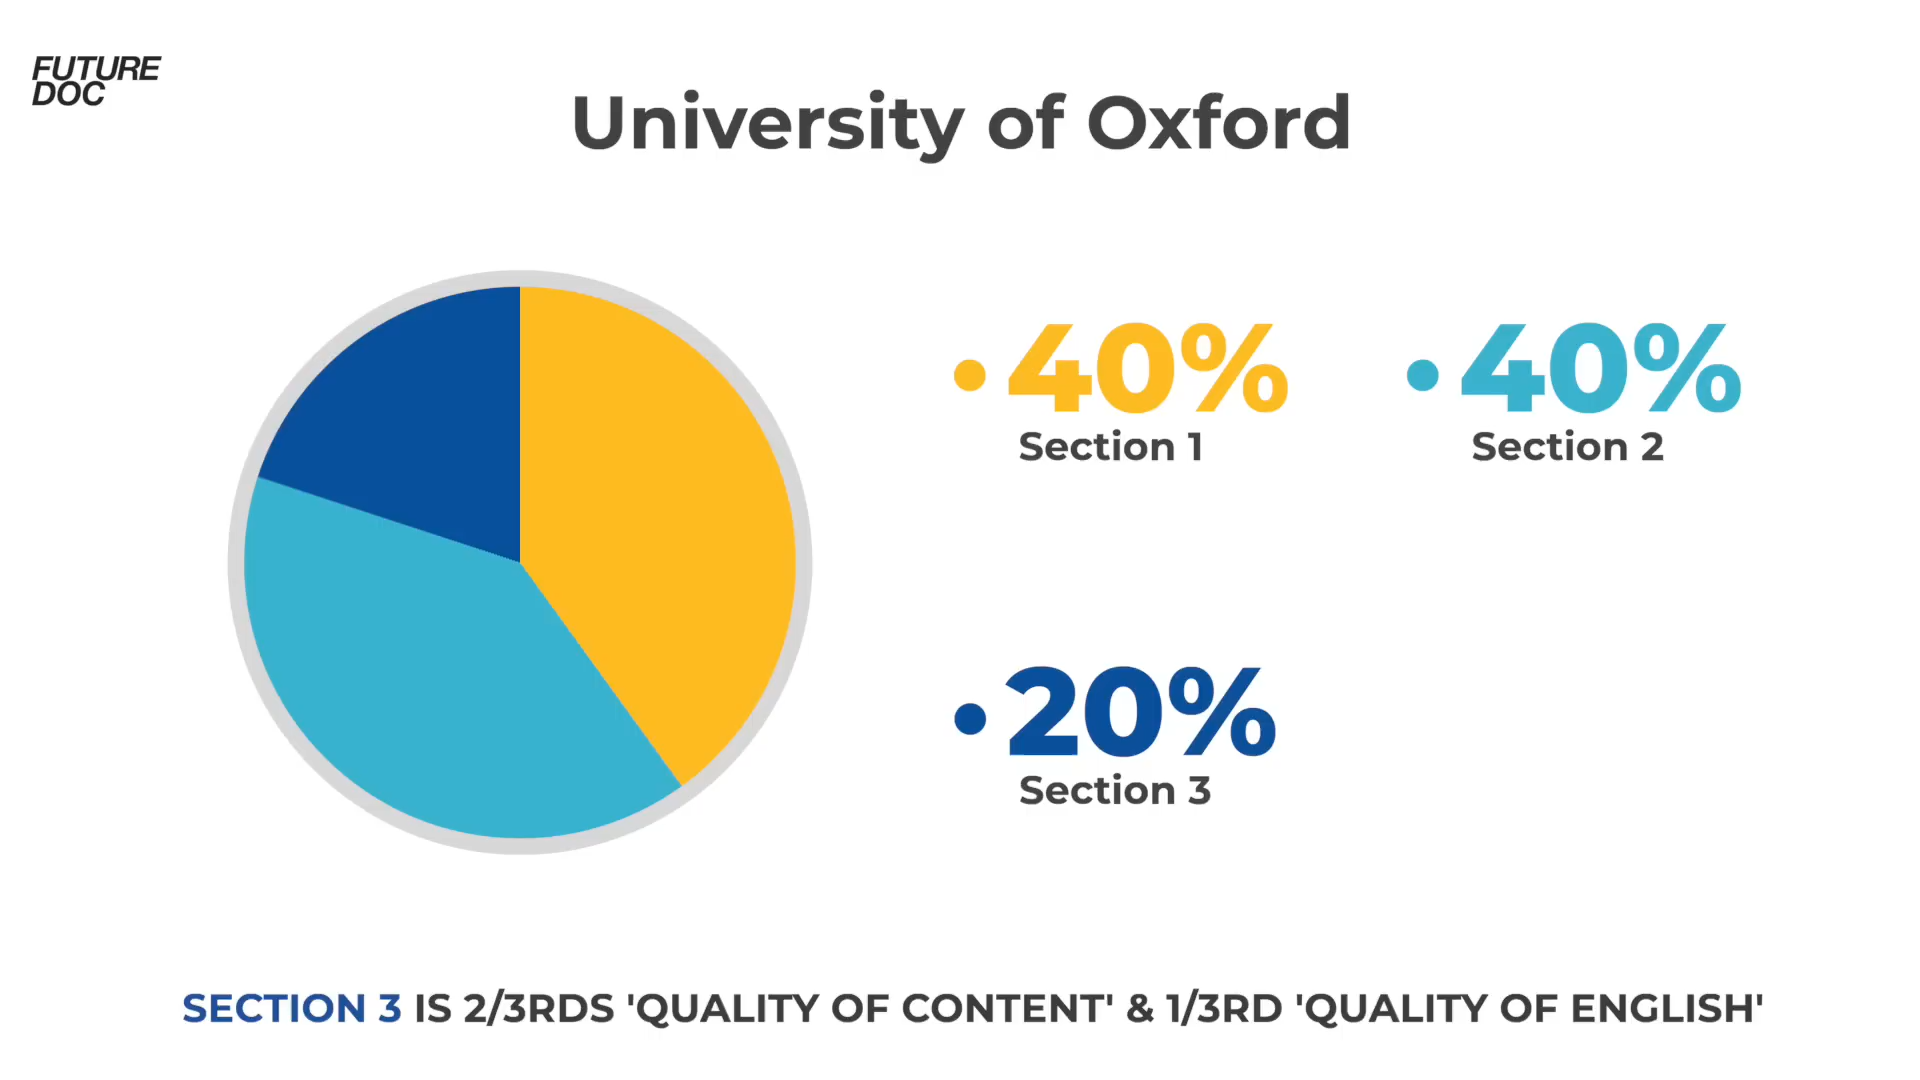 FUTURE
DOC
University of Oxford
40%
Section 1
40%
Section 2
20%
Section 3
SECTION 3 IS 2/3RDS 'QUALITY OF CONTENT' & 1/3RD 'QUALITY OF ENGLISH'